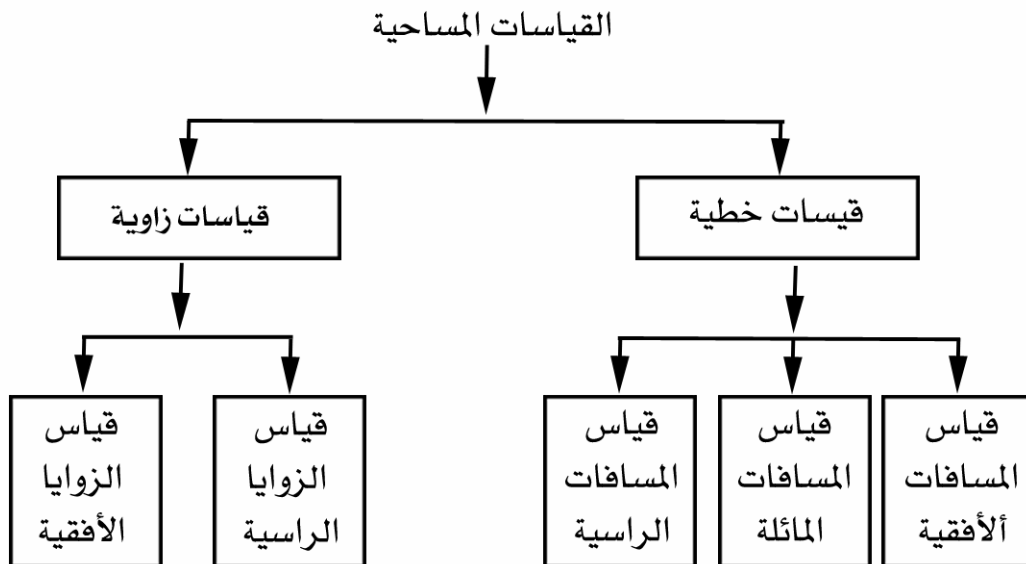 القياسات المساحية
قيسات خطية
قياسات زاوية
قياس
المسافات
ألأفقية
قياس
المسافات
المائلة
قياس
المسافات
الراسية
قياس
الزوايا
الراسية
قياس
الزوايا
الأفقية